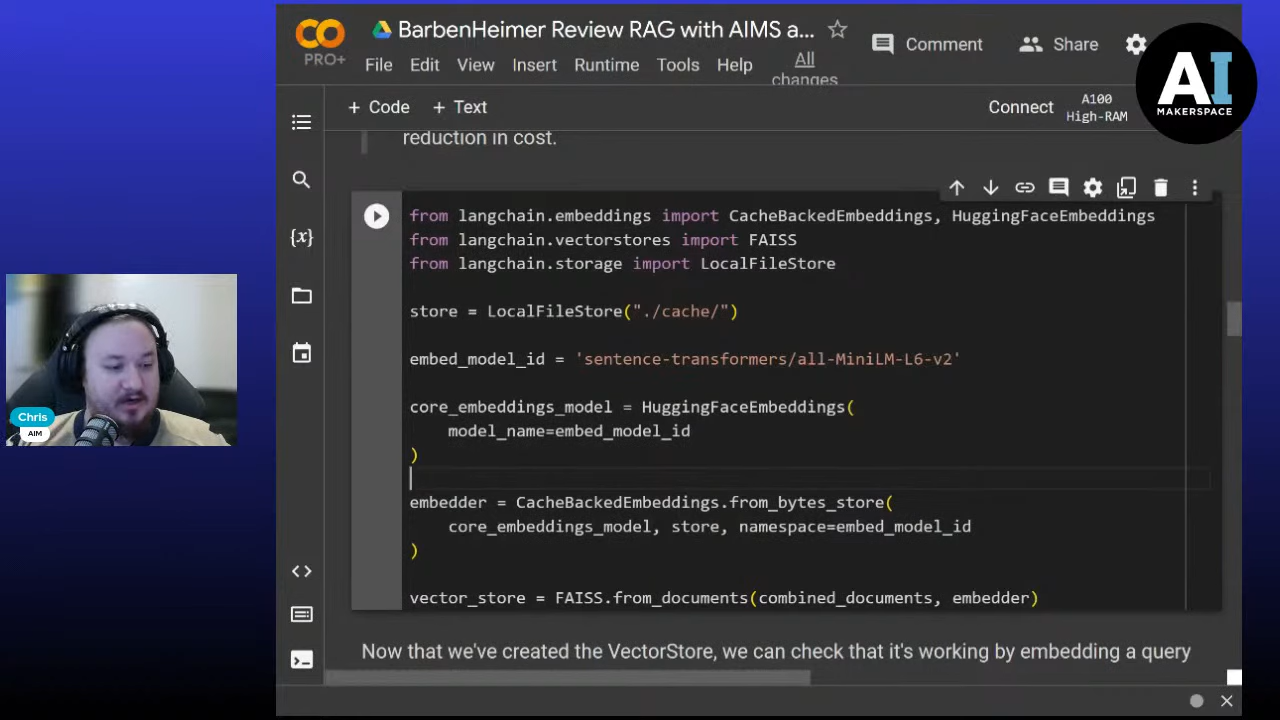 CO
PRO+
BarbenHeimer Review RAG with AIMS a...
Comment
Share
File Edit View Insert Runtime Tools Help
All
changes
AI
MAKERSPACE
+ Code + Text
Connect
A100
High-RAM
reduction in cost.
{x}
from langchain.embeddings import CacheBackedEmbeddings, HuggingFaceEmbeddings
from langchain.vectorstores import FAISS
from langchain.storage import LocalFileStore
store = LocalFileStore("./cache/")
embed_model_id = 'sentence-transformers/all-MiniLM-L6-v2'
core_embeddings_model = HuggingFaceEmbeddings(
model_name=embed_model_id
)
embedder = CacheBackedEmbeddings.from_bytes_store(
core_embeddings_model, store, namespace=embed_model_id
)
vector_store = FAISS.from_documents(combined_documents, embedder)
Now that we've created the VectorStore, we can check that it's working by embedding a query
Chris
AIM